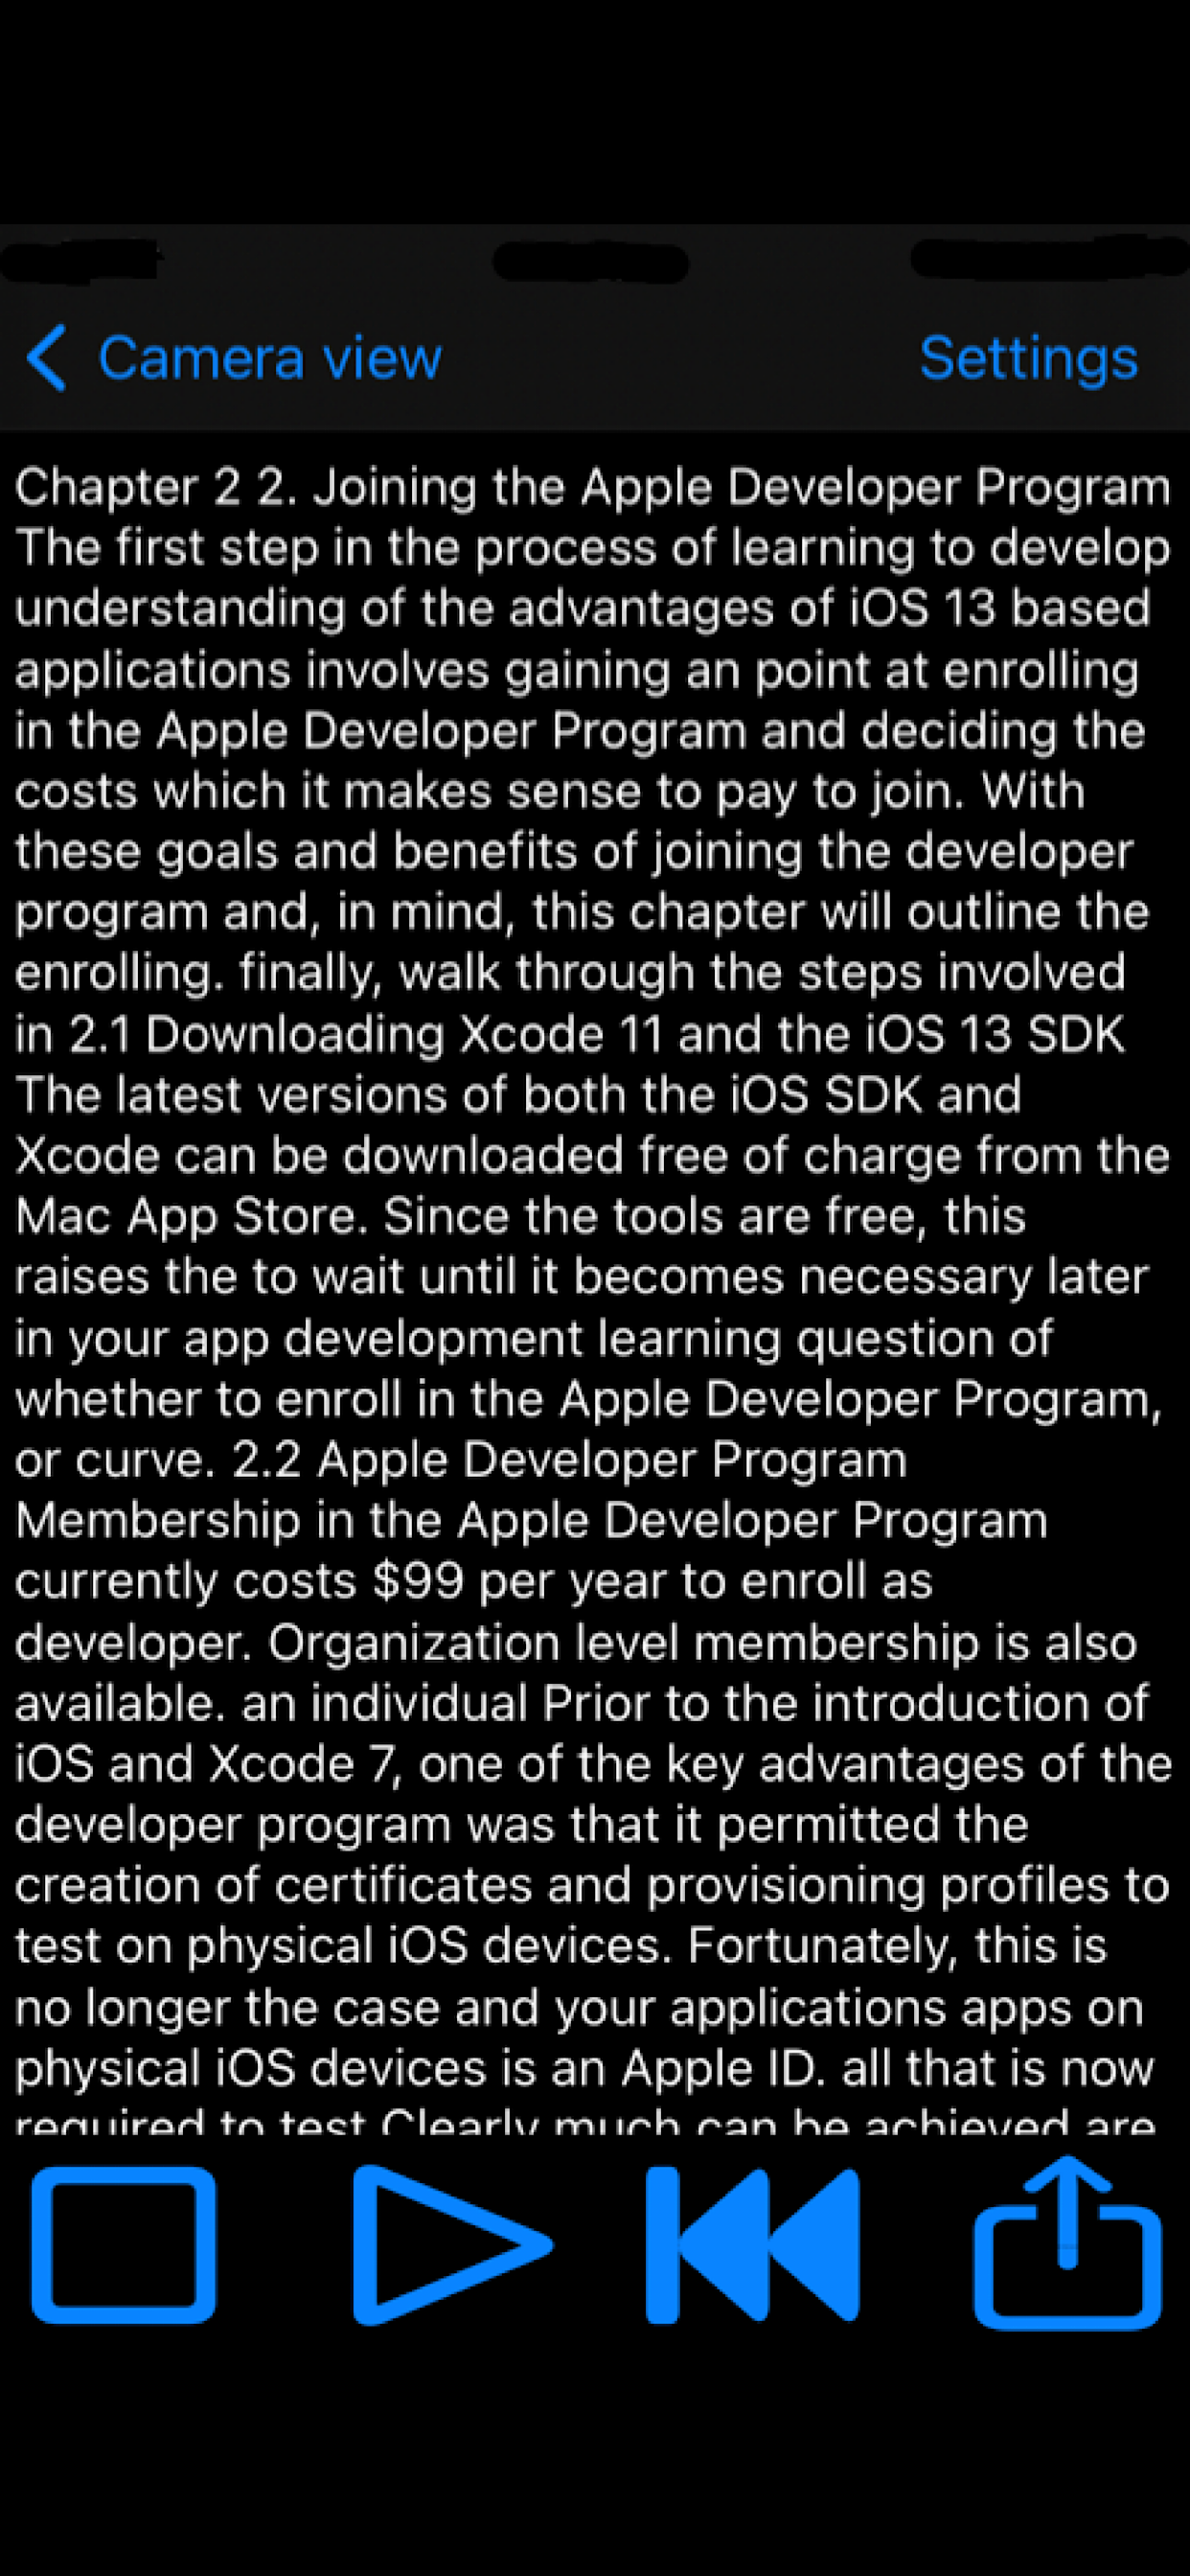 Camera view
Settings
Chapter 2 2. Joining the Apple Developer Program
The first step in the process of learning to develop
understanding of the advantages of iOS 13 based
applications involves gaining an point at enrolling
in the Apple Developer Program and deciding the
costs which it makes sense to pay to join. With
these goals and benefits of joining the developer
program and, in mind, this chapter will outline the
enrolling. finally, walk through the steps involved
in 2.1 Downloading Xcode 11 and the iOS 13 SDK
The latest versions of both the iOS SDK and
Xcode can be downloaded free of charge from the
Mac App Store. Since the tools are free, this
raises the to wait until it becomes necessary later
in your app development learning question of
whether to enroll in the Apple Developer Program,
or curve. 2.2 Apple Developer Program
Membership in the Apple Developer Program
currently costs $99 per year to enroll as
developer. Organization level membership is also
available. an individual Prior to the introduction of
iOS and Xcode 7, one of the key advantages of the
developer program was that it permitted the
creation of certificates and provisioning profiles to
test on physical iOS devices. Fortunately, this is
no longer the case and your applications apps on
physical iOS devices is an Apple ID. all that is now
required to test Clearly much can be achieved are